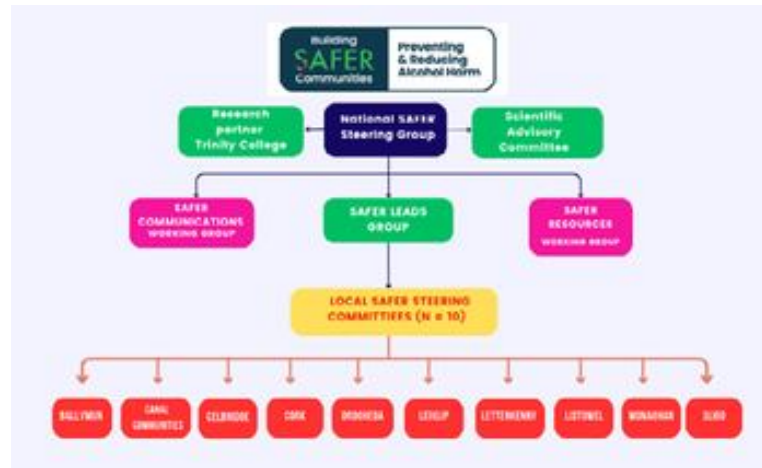 Building
SAFER
Communities
Preventing
& Reducing
Alcohol Harm
Research
partner
Trinity College
National SAFER
Steering Group
Scientific
Advisory
Committee
SAFER
COMMUNICATIONS
WORKING GROUP
SAFER LEADS
GROUP
SAFER
RESOURCES
WORKING GROUP
LOCAL SAFER STEERING
COMMITTEES (N = 10)
BALLYMUN
CANAL
COMMUNITIES
CELBRIDGE
CORK
DROGHEDA
LEIXLIP
LETTERKENNY
LISTOWEL
MONAGHAN
SLIGO